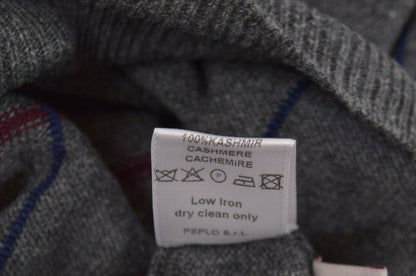 100%KASHMIR
CASHMERE
CACHEMIRE
P
Low Iron
dry clean only
PEPLO s.r.l.